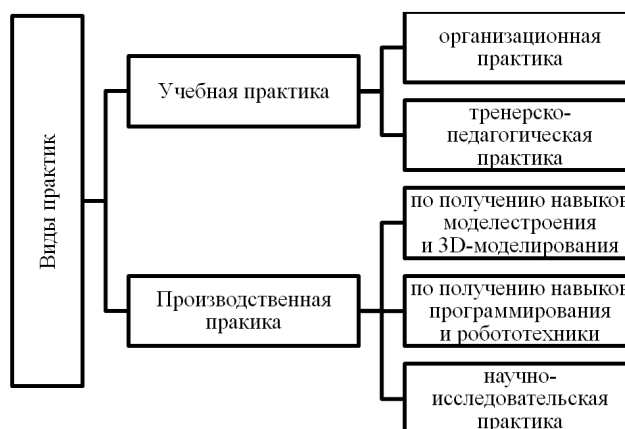 Виды практик
Учебная практика
организационная
практика
тренерско-
педагогическая
практика
Производственная
пракика
по получению навыков
моделестроения
и 3D-моделирования
по получению навыков
программирования
и робототехники
научно-
исследовательская
практика